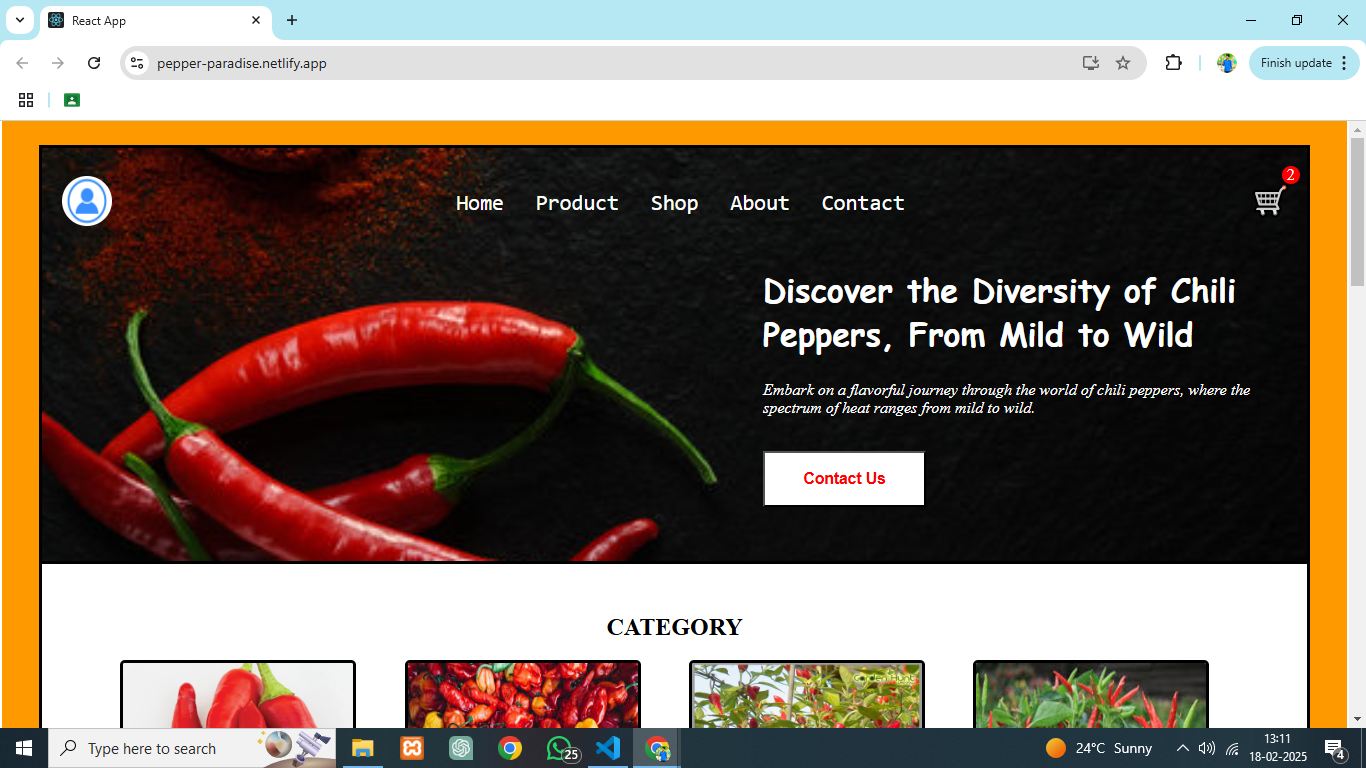 React App
pepper-paradise.netlify.app
Finish update
2
Home Product Shop About Contact
Discover the Diversity of Chili
Peppers, From Mild to Wild
Embark on a flavorful journey through the world of chili peppers, where the
spectrum of heat ranges from mild to wild.
Contact Us
CATEGORY
Garden Hunt
Type here to search
25
24°C Sunny
13:11
18-02-2025
4